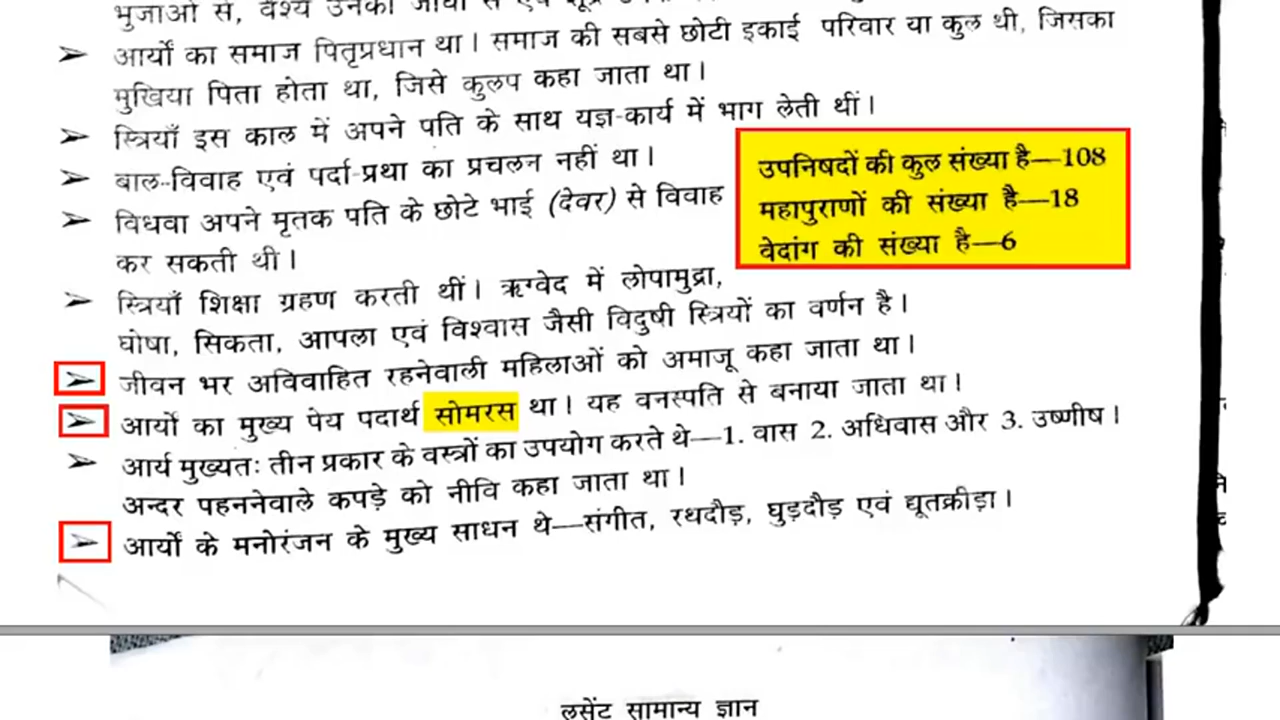 भुजाओं से, वैश्य उनकी जांघों से एवं शूद्र
➢ आर्यों का समाज पितृप्रधान था। समाज की सबसे छोटी इकाई परिवार या कुल थी, जिसका
मुखिया पिता होता था, जिसे कुलप कहा जाता था।
➢ स्त्रियाँ इस काल में अपने पति के साथ यज्ञ-कार्य में भाग लेती थीं।
➢ बाल-विवाह एवं पर्दा-प्रथा का प्रचलन नहीं था।
➢ विधवा अपने मृतक पति के छोटे भाई (देवर) से विवाह
कर सकती थी।
उपनिषदों की कुल संख्या है—108
महापुराणों की संख्या है—18
वेदांग की संख्या है—6
➢ स्त्रियाँ शिक्षा ग्रहण करती थीं। ऋग्वेद में लोपामुद्रा,
घोषा, सिकता, आपला एवं विश्वास जैसी विदुषी स्त्रियों का वर्णन है।
➢ जीवन भर अविवाहित रहनेवाली महिलाओं को अमाजू कहा जाता था।
➢ आर्यों का मुख्य पेय पदार्थ सोमरस था। यह वनस्पति से बनाया जाता था।
➢ आर्य मुख्यतः तीन प्रकार के वस्त्रों का उपयोग करते थे—1. वास 2. अधिवास और 3. उष्णीष।
अन्दर पहननेवाले कपड़े को नीवि कहा जाता था।
➢ आर्यों के मनोरंजन के मुख्य साधन थे—संगीत, रथदौड़, घुड़दौड़ एवं द्यूतक्रीड़ा।
लुसेंट सामान्य ज्ञान